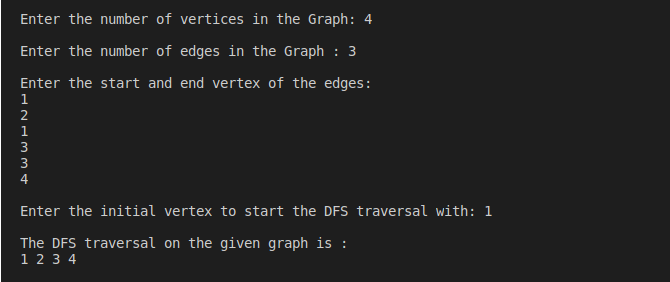 Enter the number of vertices in the Graph: 4
Enter the number of edges in the Graph : 3
Enter the start and end vertex of the edges:
1
2
1
3
3
4
Enter the initial vertex to start the DFS traversal with: 1
The DFS traversal on the given graph is :
1 2 3 4